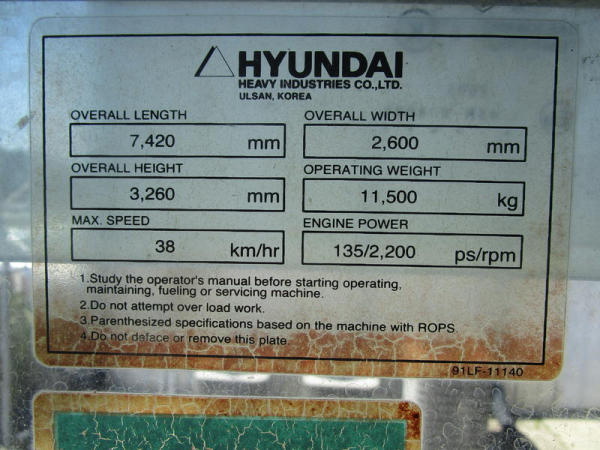 HYUNDAI
HEAVY INDUSTRIES CO.,LTD.
ULSAN, KOREA
OVERALL LENGTH
7,420 mm
OVERALL WIDTH
2,600 mm
OVERALL HEIGHT
3,260 mm
OPERATING WEIGHT
11,500 kg
MAX. SPEED
38 km/hr
ENGINE POWER
135/2,200 ps/rpm
1.Study the operator's manual before starting operating,
maintaining, fueling or servicing machine.
2.Do not attempt over load work.
3.Parenthesized specifications based on the machine with ROPS.
4.Do not deface or remove this plate.
91LF-11140